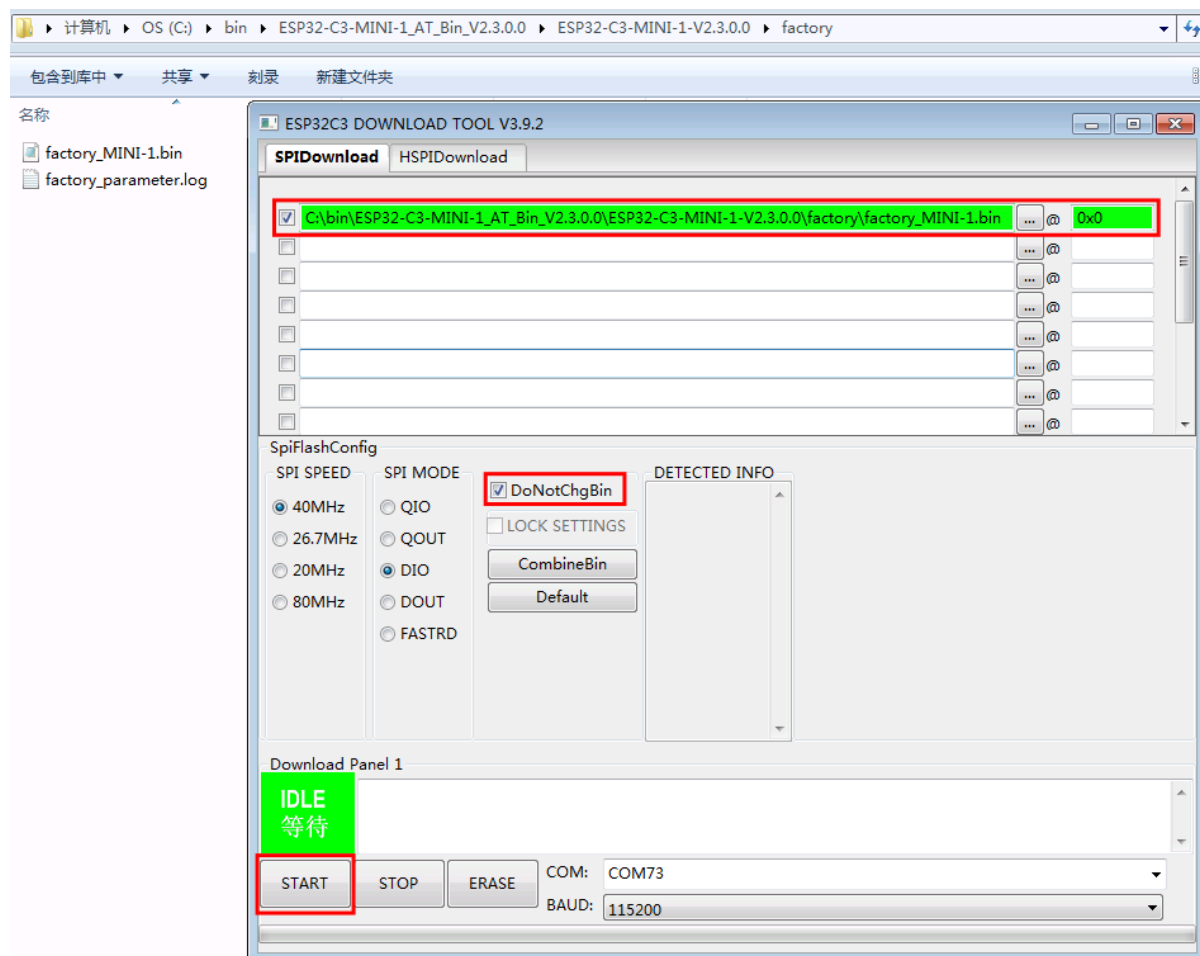 计算机 OS (C:) bin ESP32-C3-MINI-1_AT_Bin_V2.3.0.0 ESP32-C3-MINI-1-V2.3.0.0 factory
包含到库中 共享 刻录 新建文件夹
名称
factory_MINI-1.bin
factory_parameter.log
ESP32C3 DOWNLOAD TOOL V3.9.2
SPIDownload HSPIDownload
C:\bin\ESP32-C3-MINI-1_AT_Bin_V2.3.0.0\ESP32-C3-MINI-1-V2.3.0.0\factory\factory_MINI-1.bin ... @ 0x0
... @
... @
... @
... @
... @
... @
... @
SpiFlashConfig
SPI SPEED
40MHz
26.7MHz
20MHz
80MHz
SPI MODE
QIO
QOUT
DIO
DOUT
FASTRD
DoNotChgBin
LOCK SETTINGS
CombineBin
Default
DETECTED INFO
Download Panel 1
IDLE
等待
START STOP ERASE
COM: COM73
BAUD: 115200